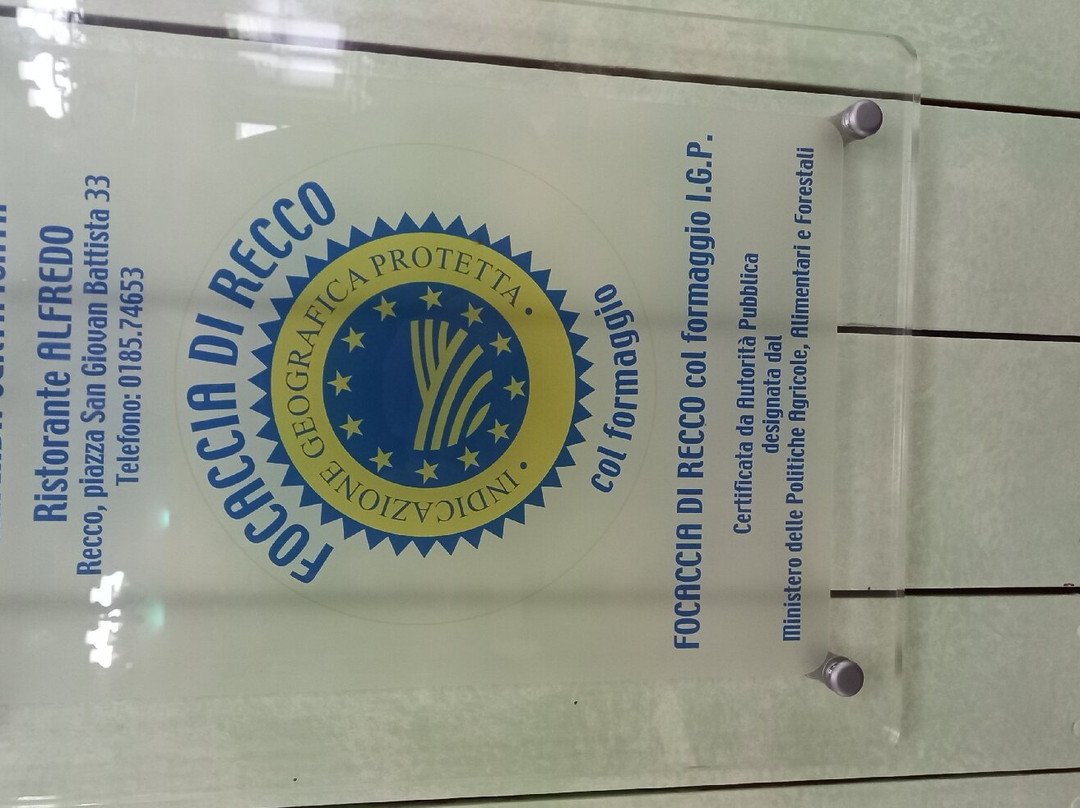 Ristorante ALFREDO
Recco, piazza San Giovan Battista 33
Telefono: 0185.74653
FOCACCIA DI RECCO
INDICAZIONE GEOGRAFICA PROTETTA
col formaggio
FOCACCIA DI RECCO col formaggio I.G.P.
Certificata da Autorità Pubblica
designata dal
Ministero delle Politiche Agricole, Alimentari e Forestali